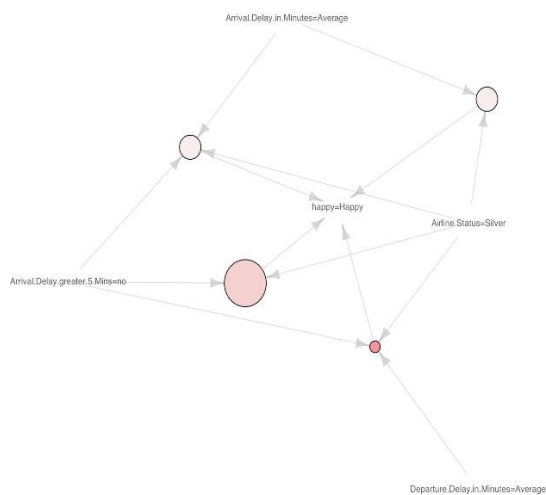 Arrival.Delay.in.Minutes=Average
happy=Happy
Airline.Status=Silver
Arrival.Delay.greater.5.Mins=no
Departure.Delay.in.Minutes=Average